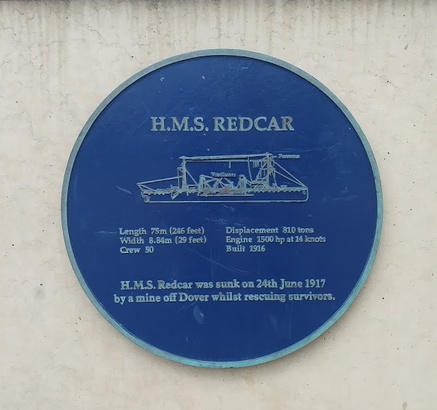 H.M.S. REDCAR
Length 75m (246 feet)
Width 8.84m (29 feet)
Crew 50
Displacement 810 tons
Engine 1500 hp at 14 knots
Built 1916
H.M.S. Redcar was sunk on 24th June 1917
by a mine off Dover whilst rescuing survivors.